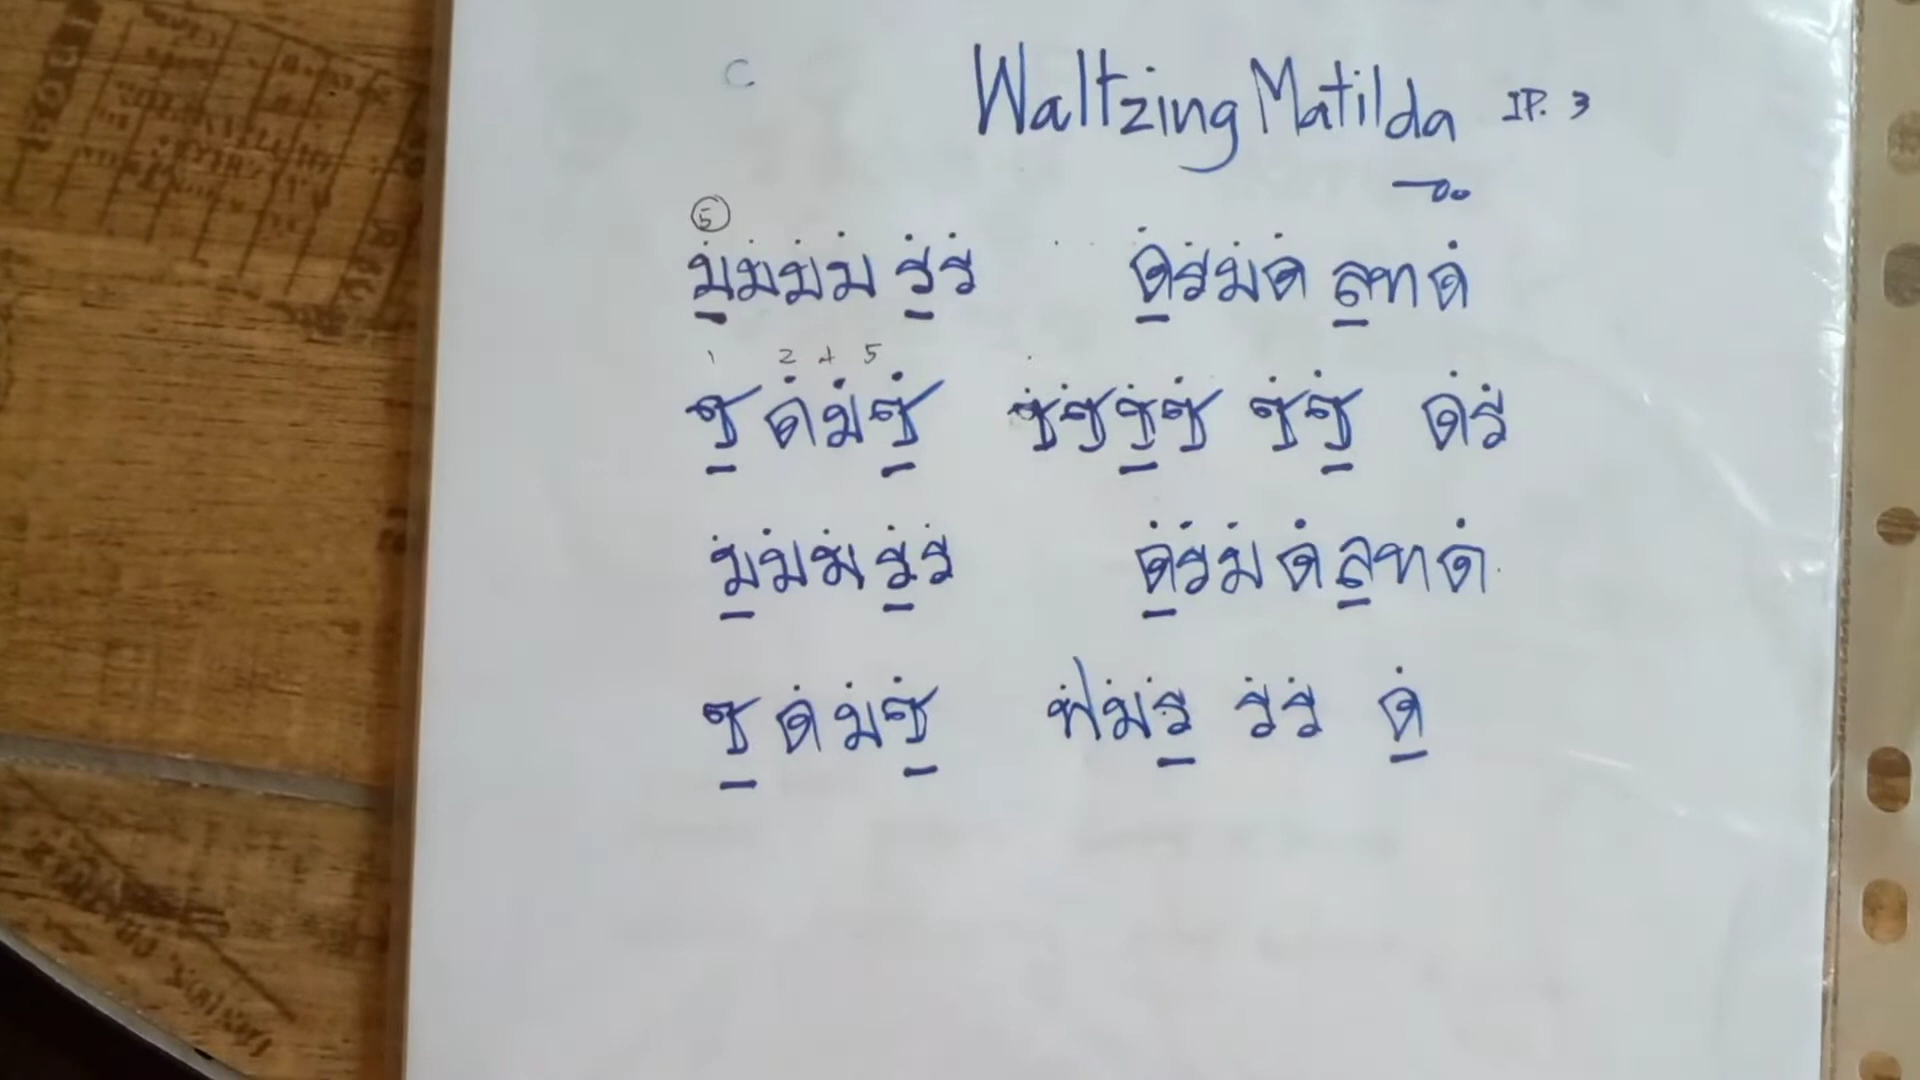 C Waltzing Matilda ชป. 3
5
มํมํมํมํ รํรํ ดํรํมํดํ ลทดํ
1 2 4 5
ซ ดํมํซํ ซํซํซํซํ ซํซํ ดํรํ
มํมํมํ รํรํ ดํรํมํดํลทดํ
ซ ดํมํซํ ฟํมํรํ รํรํ ดํ